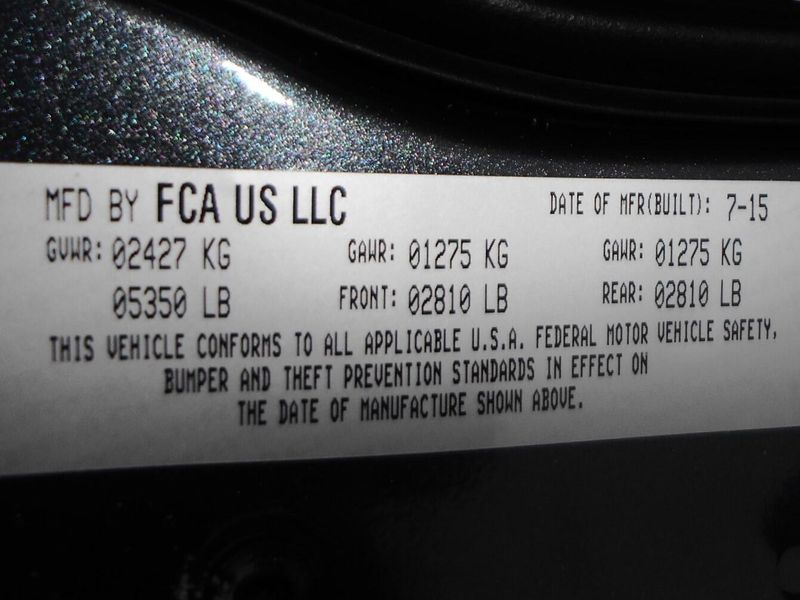 MFD BY FCA US LLC DATE OF MFR(BUILT): 7-15
GVWR: 02427 KG GAWR: 01275 KG GAWR: 01275 KG
05350 LB FRONT: 02810 LB REAR: 02810 LB
THIS VEHICLE CONFORMS TO ALL APPLICABLE U.S.A. FEDERAL MOTOR VEHICLE SAFETY,
BUMPER AND THEFT PREVENTION STANDARDS IN EFFECT ON
THE DATE OF MANUFACTURE SHOWN ABOVE.